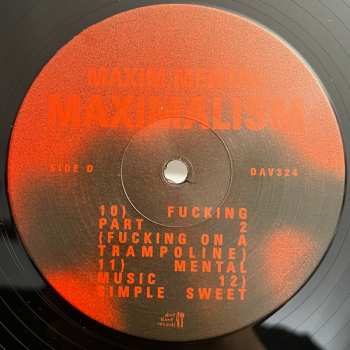 MAXIM MENTAL
MAXIMALISM
SIDE D DAV324
10) FUCKING
PART 2
(FUCKING ON A
TRAMPOLINE)
11) MENTAL
MUSIC 12)
SIMPLE SWEET